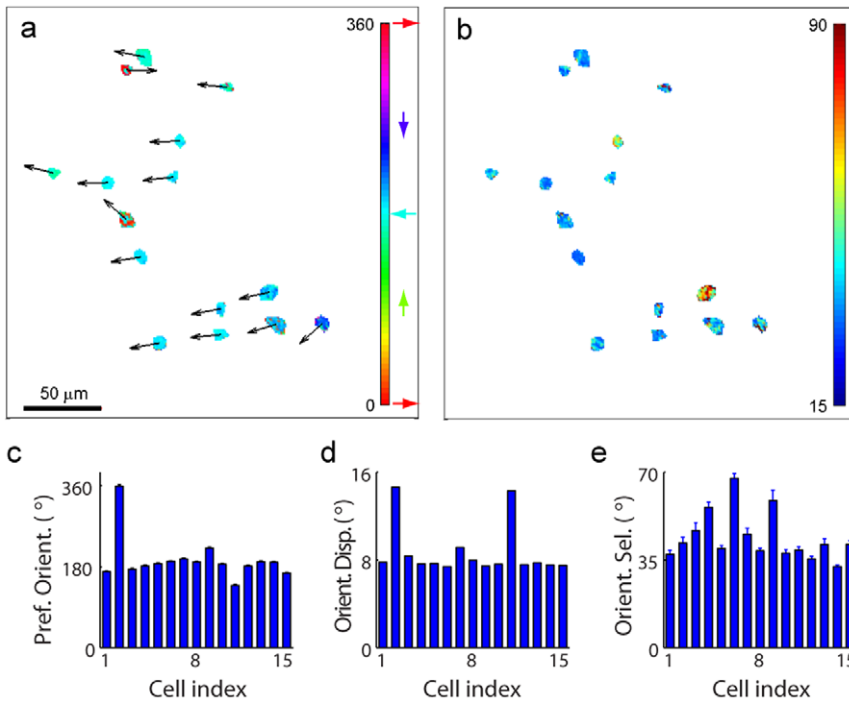 a
360
0
50 μm
b
90
15
c
Pref. Orient. (°)
360
180
0
1
8
15
Cell index
d
Orient. Disp.(°)
16
8
0
1
8
15
Cell index
e
Orient. Sel. (°)
70
35
0
1
8
15
Cell index